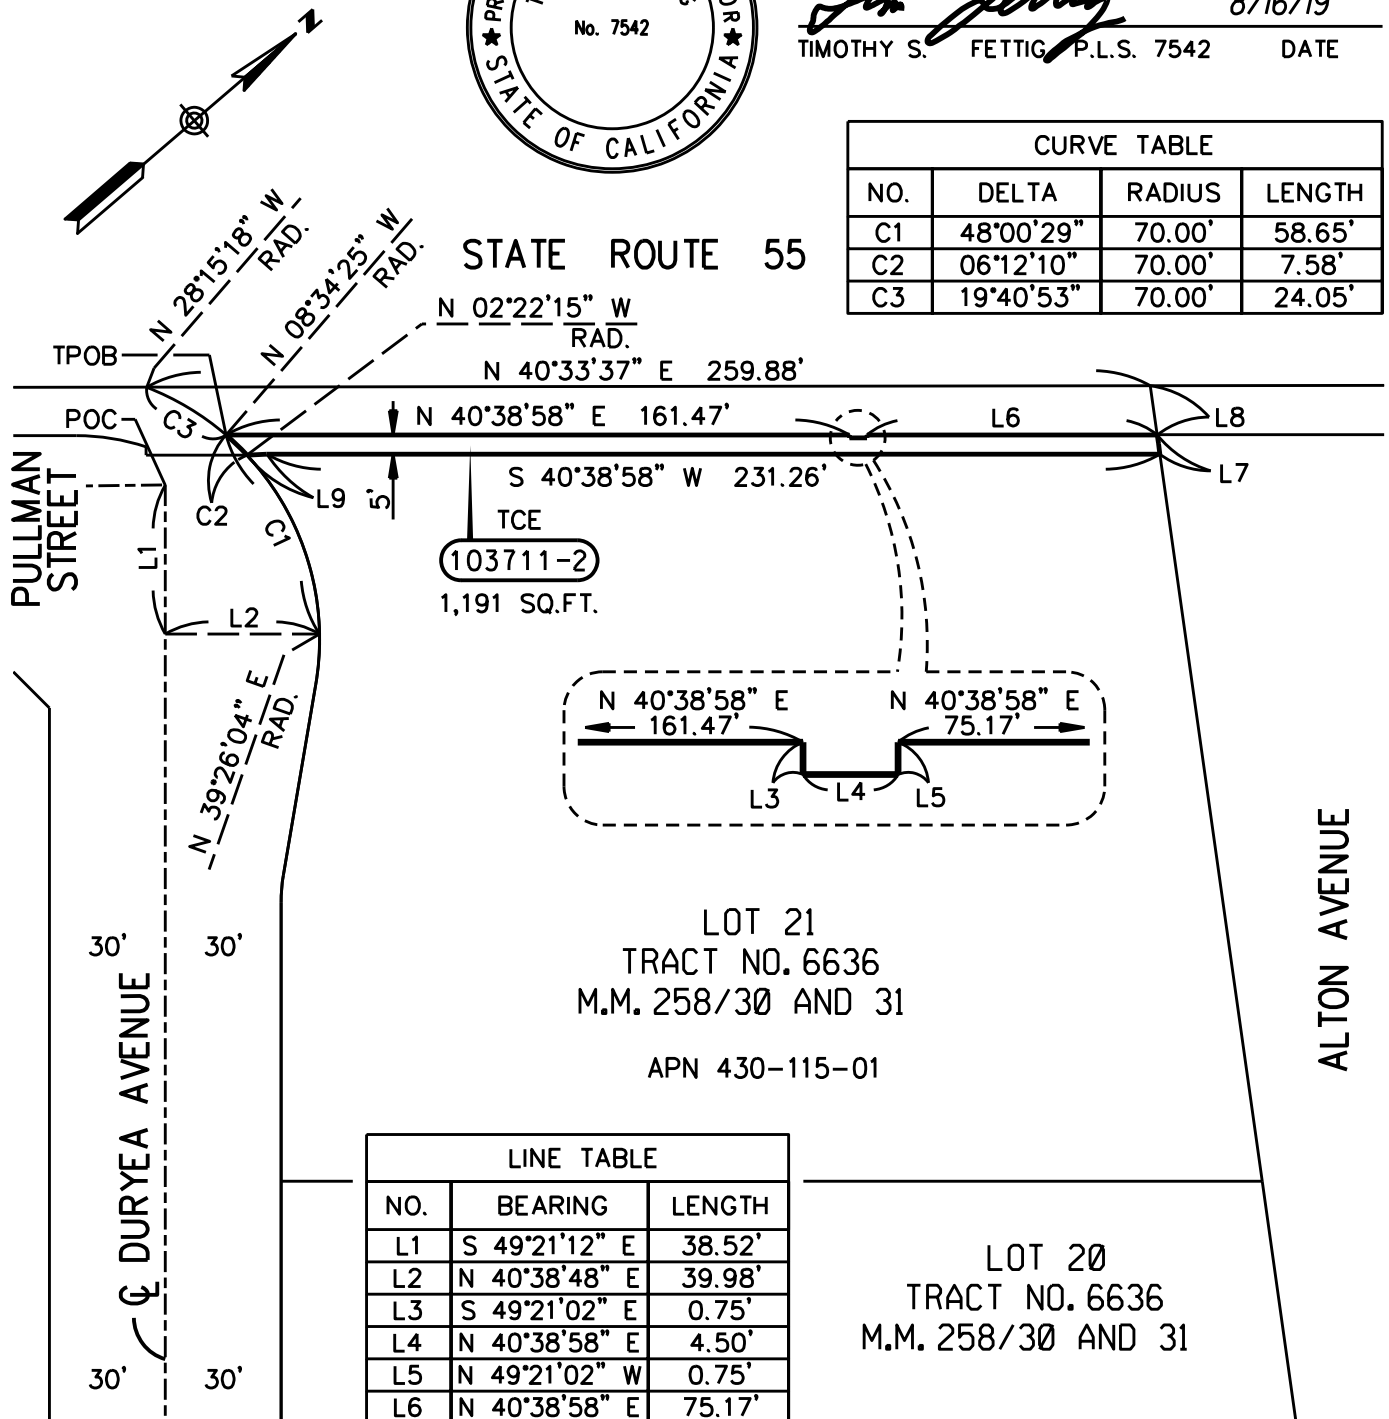 No. 7542
STATE OF CALIFORNIA
8/16/19
TIMOTHY S. FETTIG P.L.S. 7542 DATE
N
CURVE TABLE
NO. DELTA RADIUS LENGTH
C1 48°00'29" 70.00' 58.65'
C2 06°12'10" 70.00' 7.58'
C3 19°40'53" 70.00' 24.05'
STATE ROUTE 55
N 28°15'18" W
RAD.
N 08°34'25" W
RAD.
N 02°22'15" W
RAD.
TPOB
N 40°33'37" E 259.88'
POC
C3
N 40°38'58" E 161.47'
L6
L8
S 40°38'58" W 231.26'
L7
PULLMAN
STREET
C2
L9
5'
C1
L1
TCE
103711-2
1,191 SQ.FT.
L2
N 39°26'04" E
RAD.
N 40°38'58" E
161.47'
N 40°38'58" E
75.17'
L3
L4
L5
LOT 21
TRACT NO. 6636
M.M. 258/30 AND 31
APN 430-115-01
ALTON AVENUE
30' 30'
℄ DURYEA AVENUE
30' 30'
LINE TABLE
NO. BEARING LENGTH
L1 S 49°21'12" E 38.52'
L2 N 40°38'48" E 39.98'
L3 S 49°21'02" E 0.75'
L4 N 40°38'58" E 4.50'
L5 N 49°21'02" W 0.75'
L6 N 40°38'58" E 75.17'
LOT 20
TRACT NO. 6636
M.M. 258/30 AND 31